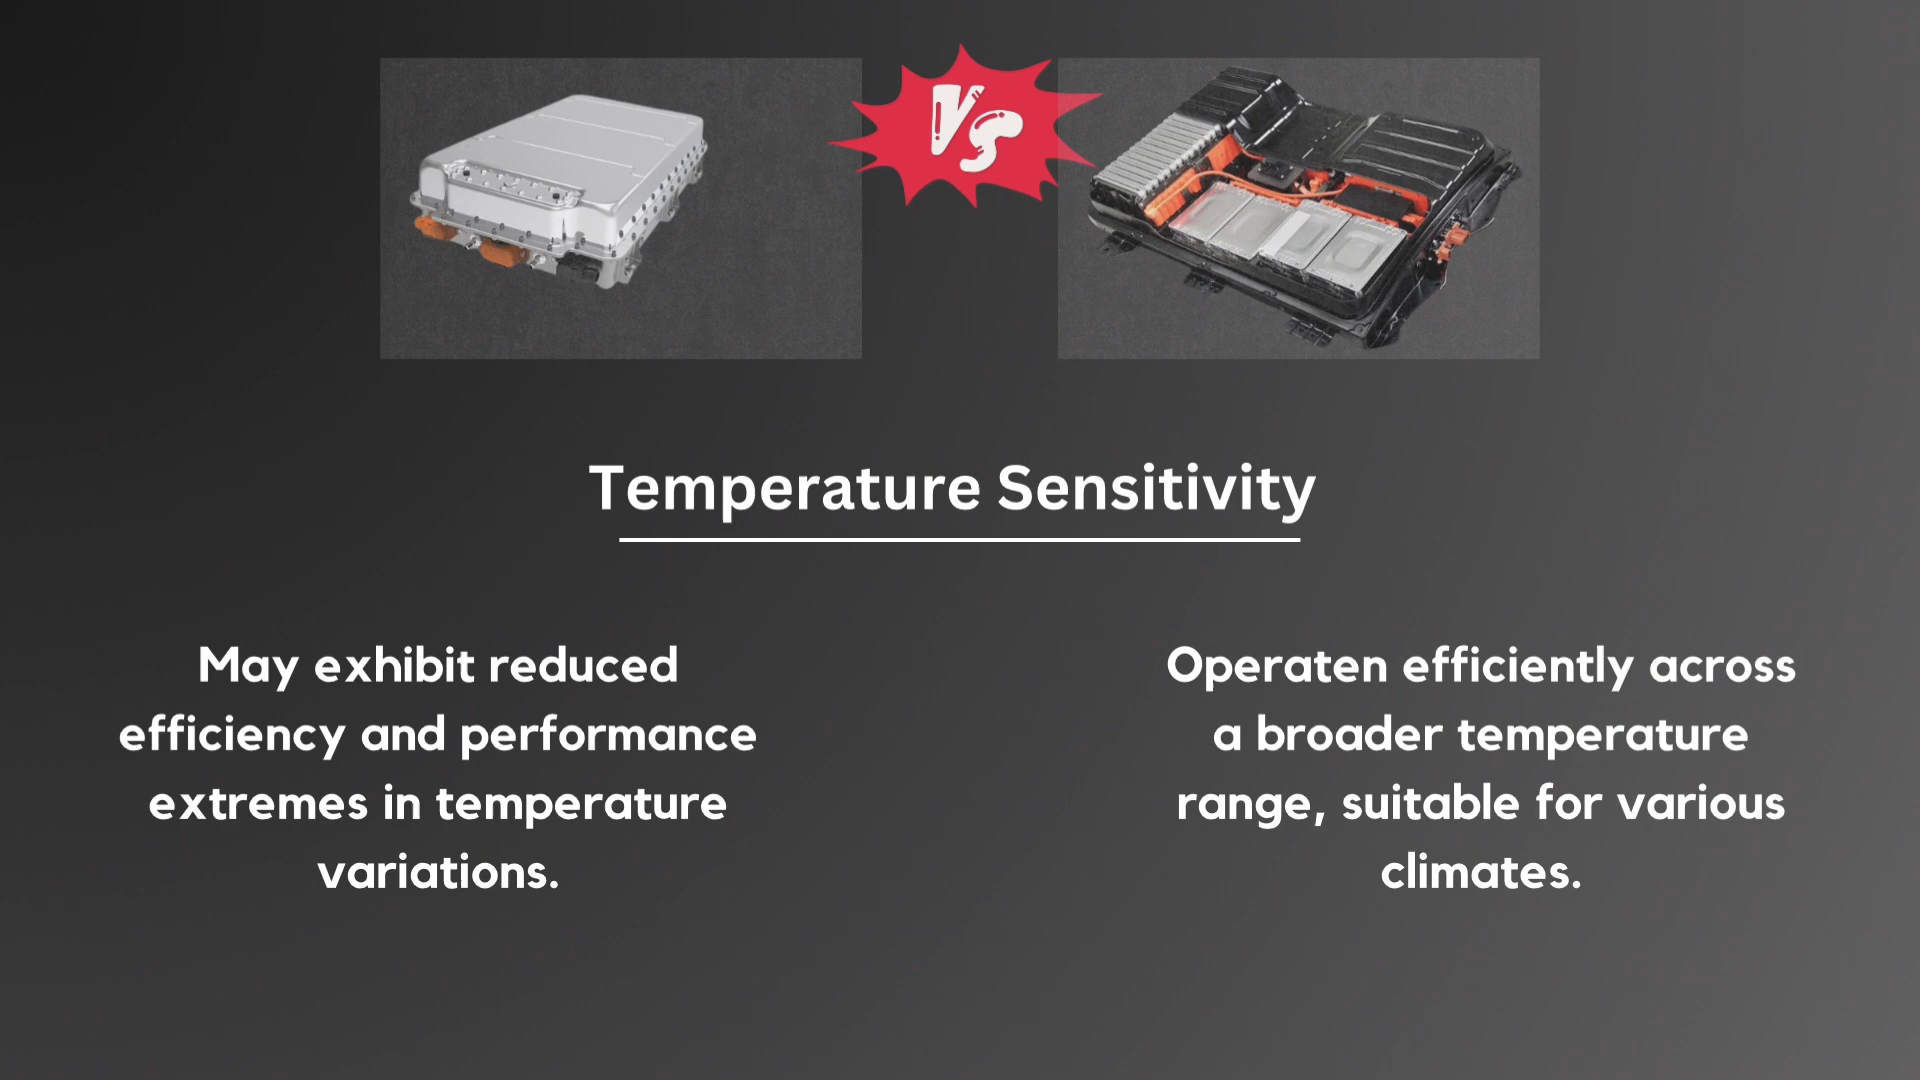 VS
Temperature Sensitivity
May exhibit reduced
efficiency and performance
extremes in temperature
variations.
Operaten efficiently across
a broader temperature
range, suitable for various
climates.